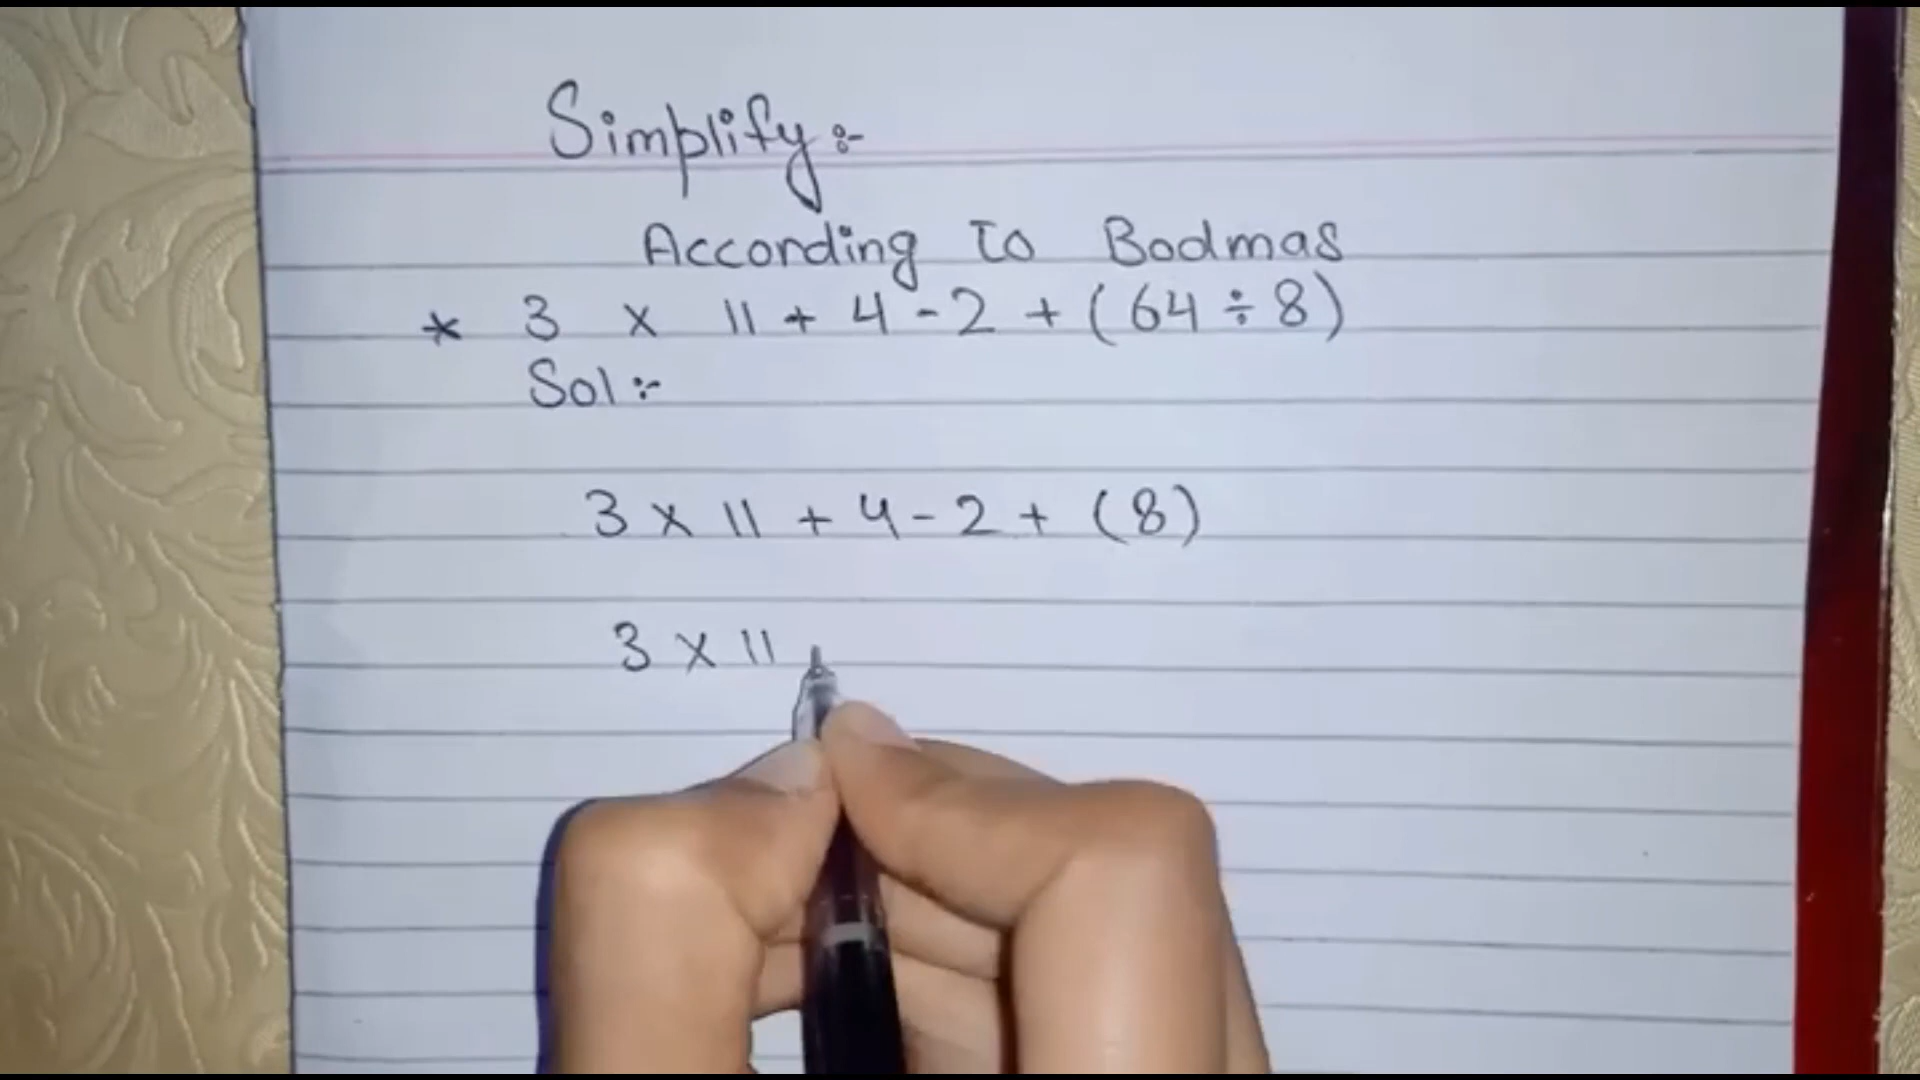 Simplify:-
According to Bodmas
* 3 x 11 + 4 - 2 + (64 ÷ 8)
Sol:-
3 x 11 + 4 - 2 + (8)
3 x 11